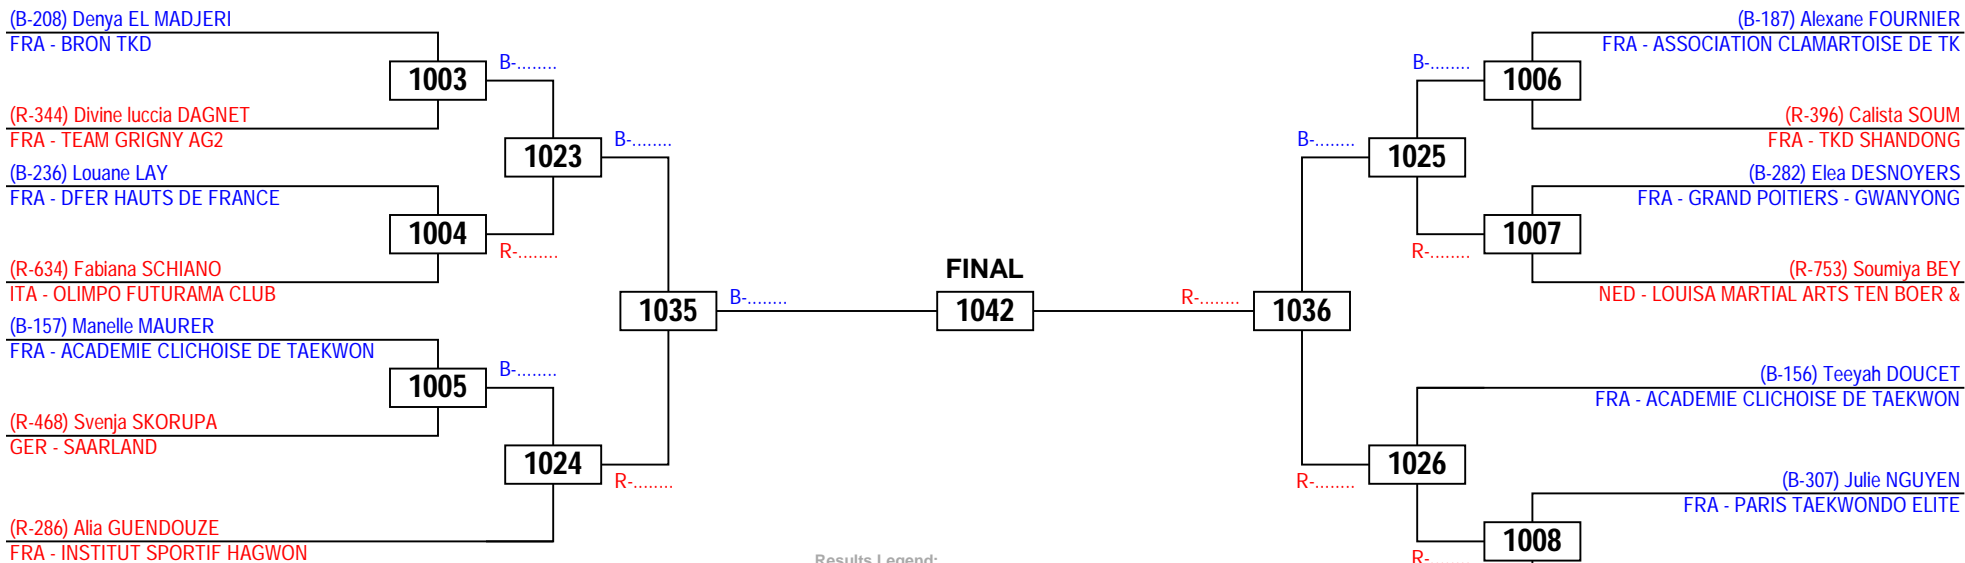 (B-208) Denya EL MADJERI
FRA - BRON TKD
1003
B-........
(R-344) Divine luccia DAGNET
FRA - TEAM GRIGNY AG2
1023
B-........
(B-236) Louane LAY
FRA - DFER HAUTS DE FRANCE
1004
R-........
(R-634) Fabiana SCHIANO
ITA - OLIMPO FUTURAMA CLUB
1035
B-........
(B-157) Manelle MAURER
FRA - ACADEMIE CLICHOISE DE TAEKWON
1005
B-........
(R-468) Svenja SKORUPA
GER - SAARLAND
1024
R-........
(R-286) Alia GUENDOUZE
FRA - INSTITUT SPORTIF HAGWON
FINAL
1042
Results Legend:
(B-187) Alexane FOURNIER
FRA - ASSOCIATION CLAMARTOISE DE TK
B-........
1006
(R-396) Calista SOUM
FRA - TKD SHANDONG
B-........
1025
(B-282) Elea DESNOYERS
FRA - GRAND POITIERS - GWANYONG
1007
R-........
(R-753) Soumiya BEY
NED - LOUISA MARTIAL ARTS TEN BOER &
R-........
1036
(B-156) Teeyah DOUCET
FRA - ACADEMIE CLICHOISE DE TAEKWON
1026
R-........
(B-307) Julie NGUYEN
FRA - PARIS TAEKWONDO ELITE
1008
R-........